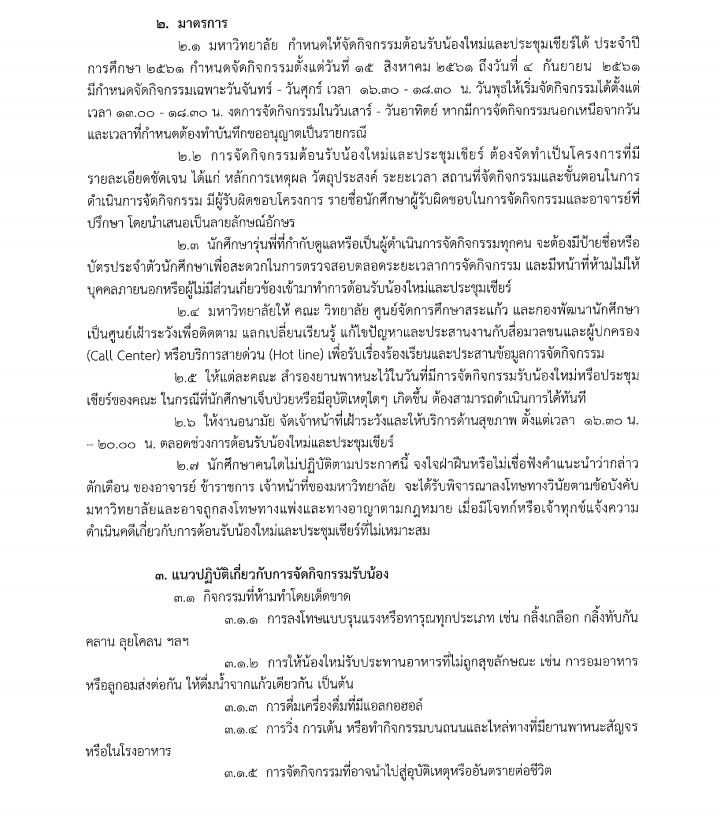 ๒. มาตรการ
๒.๑ มหาวิทยาลัย กำหนดให้จัดกิจกรรมต้อนรับน้องใหม่และประชุมเชียร์ได้ ประจำปี
การศึกษา ๒๕๖๑ กำหนดจัดกิจกรรมตั้งแต่วันที่ ๑๕ สิงหาคม ๒๕๖๑ ถึงวันที่ ๔ กันยายน ๒๕๖๑
มีกำหนดจัดกิจกรรมเฉพาะวันจันทร์ - วันศุกร์ เวลา ๑๖.๓๐ - ๑๘.๓๐ น. วันพุธให้เริ่มจัดกิจกรรมได้ตั้งแต่
เวลา ๑๓.๐๐ - ๑๘.๓๐ น. งดการจัดกิจกรรมในวันเสาร์ - วันอาทิตย์ หากมีการจัดกิจกรรมนอกเหนือจากวัน
และเวลาที่กำหนดต้องทำบันทึกขออนุญาตเป็นรายกรณี
๒.๒ การจัดกิจกรรมต้อนรับน้องใหม่และประชุมเชียร์ ต้องจัดทำเป็นโครงการที่มี
รายละเอียดชัดเจน ได้แก่ หลักการเหตุผล วัตถุประสงค์ ระยะเวลา สถานที่จัดกิจกรรมและขั้นตอนในการ
ดำเนินการจัดกิจกรรม มีผู้รับผิดชอบโครงการ รายชื่อนักศึกษาผู้รับผิดชอบในการจัดกิจกรรมและอาจารย์ที่
ปรึกษา โดยนำเสนอเป็นลายลักษณ์อักษร
๒.๓ นักศึกษารุ่นพี่ที่กำกับดูแลหรือเป็นผู้ดำเนินการจัดกิจกรรมทุกคน จะต้องมีป้ายชื่อหรือ
บัตรประจำตัวนักศึกษาเพื่อสะดวกในการตรวจสอบตลอดระยะเวลาการจัดกิจกรรม และมีหน้าที่ห้ามไม่ให้
บุคคลภายนอกหรือผู้ไม่มีส่วนเกี่ยวข้องเข้ามาทำการต้อนรับน้องใหม่และประชุมเชียร์
๒.๔ มหาวิทยาลัยให้ คณะ วิทยาลัย ศูนย์จัดการศึกษาสระแก้ว และกองพัฒนานักศึกษา
เป็นศูนย์เฝ้าระวังเพื่อติดตาม แลกเปลี่ยนเรียนรู้ แก้ไขปัญหาและประสานงานกับสื่อมวลชนและผู้ปกครอง
(Call Center) หรือบริการสายด่วน (Hot line) เพื่อรับเรื่องร้องเรียนและประสานข้อมูลการจัดกิจกรรม
๒.๕ ให้แต่ละคณะ สำรองยานพาหนะไว้ในวันที่มีการจัดกิจกรรมรับน้องใหม่หรือประชุม
เชียร์ของคณะ ในกรณีที่นักศึกษาเจ็บป่วยหรือมีอุบัติเหตุใดๆ เกิดขึ้น ต้องสามารถดำเนินการได้ทันที
๒.๖ ให้งานอนามัย จัดเจ้าหน้าที่เฝ้าระวังและให้บริการด้านสุขภาพ ตั้งแต่เวลา ๑๖.๓๐ น.
– ๒๐.๐๐ น. ตลอดช่วงการต้อนรับน้องใหม่และประชุมเชียร์
๒.๗ นักศึกษาคนใดไม่ปฏิบัติตามประกาศนี้ จงใจฝ่าฝืนหรือไม่เชื่อฟังคำแนะนำว่ากล่าว
ตักเตือน ของอาจารย์ ข้าราชการ เจ้าหน้าที่ของมหาวิทยาลัย จะได้รับพิจารณาลงโทษทางวินัยตามข้อบังคับ
มหาวิทยาลัยและอาจถูกลงโทษทางแพ่งและทางอาญาตามกฎหมาย เมื่อมีโจทก์หรือเจ้าทุกข์แจ้งความ
ดำเนินคดีเกี่ยวกับการต้อนรับน้องใหม่และประชุมเชียร์ที่ไม่เหมาะสม
๓. แนวปฏิบัติเกี่ยวกับการจัดกิจกรรมรับน้อง
๓.๑ กิจกรรมที่ห้ามทำโดยเด็ดขาด
๓.๑.๑ การลงโทษแบบรุนแรงหรือทารุณทุกประเภท เช่น กลิ้งเกลือก กลิ้งทับกัน
คลาน ลุยโคลน ฯลฯ
๓.๑.๒ การให้น้องใหม่รับประทานอาหารที่ไม่ถูกสุขลักษณะ เช่น การอมอาหาร
หรือลูกอมส่งต่อกัน ให้ดื่มน้ำจากแก้วเดียวกัน เป็นต้น
๓.๑.๓ การดื่มเครื่องดื่มที่มีแอลกอฮอล์
๓.๑.๔ การวิ่ง การเต้น หรือทำกิจกรรมบนถนนและไหล่ทางที่มียานพาหนะสัญจร
หรือในโรงอาหาร
๓.๑.๕ การจัดกิจกรรมที่อาจนำไปสู่อุบัติเหตุหรืออันตรายต่อชีวิต